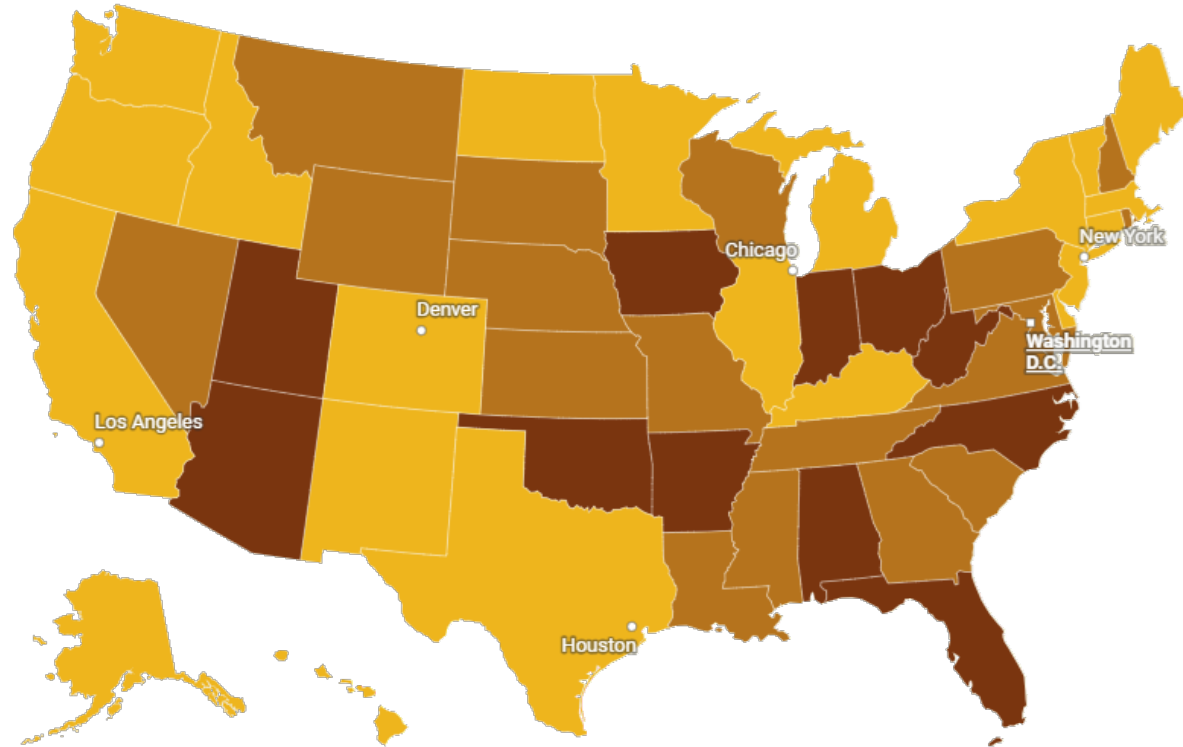 Chicago
New York
Denver
Washington
D.C.
Los Angeles
Houston